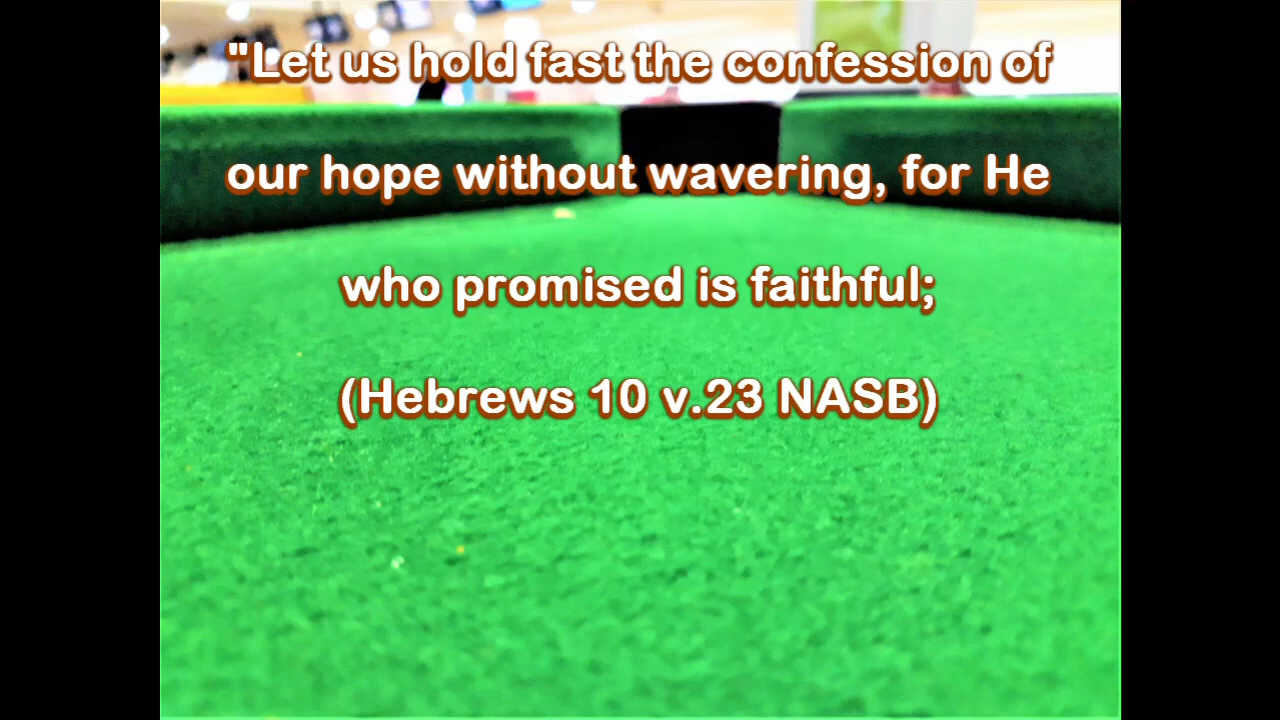 "Let us hold fast the confession of
our hope without wavering, for He
who promised is faithful;
(Hebrews 10 v.23 NASB)